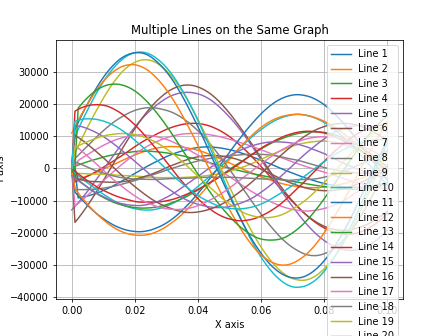 Multiple Lines on the Same Graph
30000
20000
10000
0
−10000
−20000
−30000
−40000
0.00
0.02
0.04
0.06
X axis
Line 1
Line 2
Line 3
Line 4
Line 5
Line 6
Line 7
Line 8
Line 9
Line 10
Line 11
Line 12
Line 13
Line 14
Line 15
Line 16
Line 17
Line 18
Line 19
Line 20